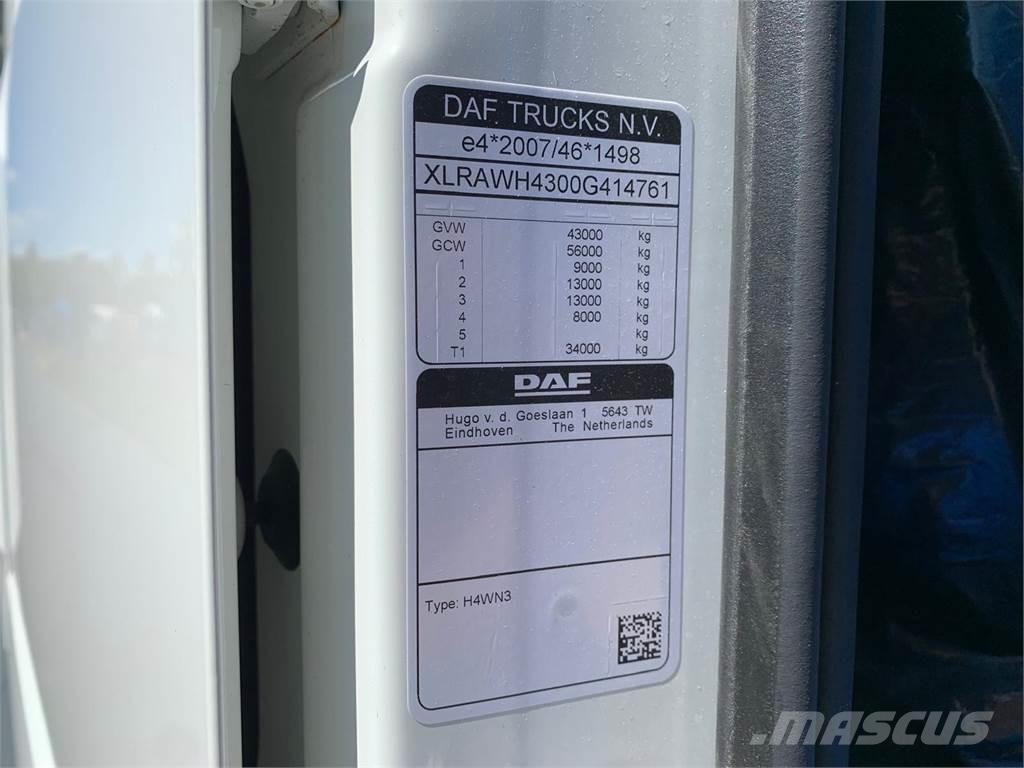 DAF TRUCKS N.V.
e4*2007/46*1498
XLRAWH4300G414761
GVW 43000 kg
GCW 56000 kg
1 9000 kg
2 13000 kg
3 13000 kg
4 8000 kg
5 kg
T1 34000 kg
DAF
Hugo v. d. Goeslaan 1 5643 TW
Eindhoven The Netherlands
Type: H4WN3
MASCUS